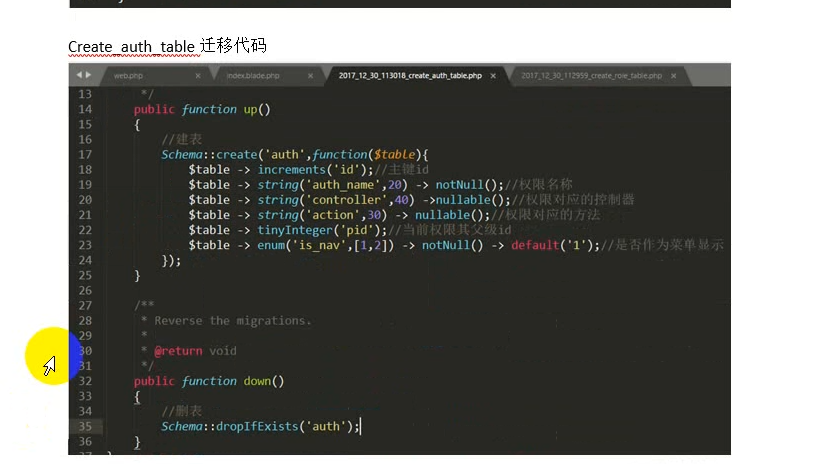 Create_auth_table 迁移代码
web.php × index.blade.php × 2017_12_30_113018_create_auth_table.php × 2017_12_30_112959_create_role_table.php ×
13 */
14 public function up()
15 {
16 //建表
17 Schema::create('auth',function($table){
18 $table -> increments('id');//主键id
19 $table -> string('auth_name',20) -> notNull();//权限名称
20 $table -> string('controller',40) ->nullable();//权限对应的控制器
21 $table -> string('action',30) -> nullable();//权限对应的方法
22 $table -> tinyInteger('pid');//当前权限其父级id
23 $table -> enum('is_nav',[1,2]) -> notNull() -> default('1');//是否作为菜单显示
24 });
25 }
26
27 /**
28 * Reverse the migrations.
29 *
30 * @return void
31 */
32 public function down()
33 {
34 //删表
35 Schema::dropIfExists('auth');
36 }